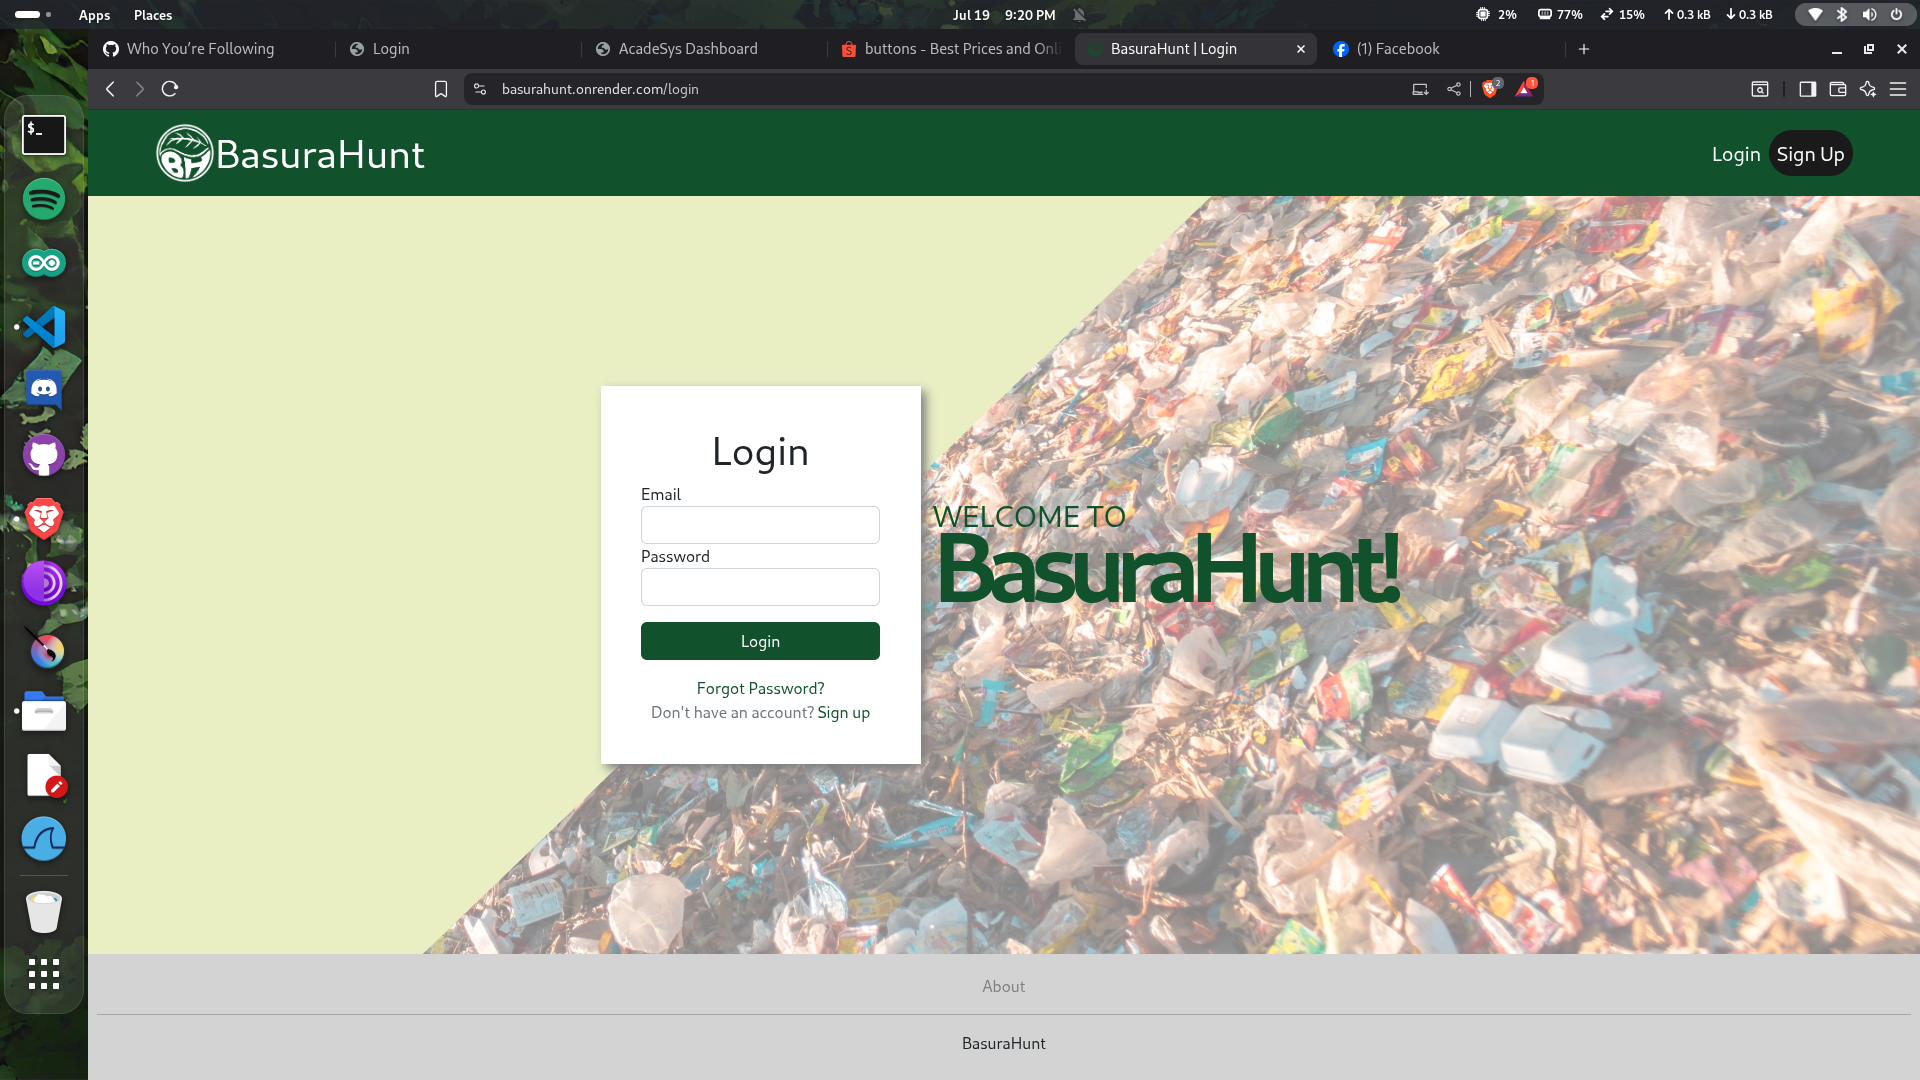 Apps Places Jul 19 9:20 PM 2% 77% 15% 0.3 kB 0.3 kB
Who You’re Following Login AcadeSys Dashboard buttons - Best Prices and Onli BasuraHunt | Login (1) Facebook
basurahunt.onrender.com/login 2 1
$_
BH BasuraHunt Login Sign Up
Login
Email
WELCOME TO
BasuraHunt!
Password
Login
Forgot Password?
Don't have an account? Sign up
About
BasuraHunt